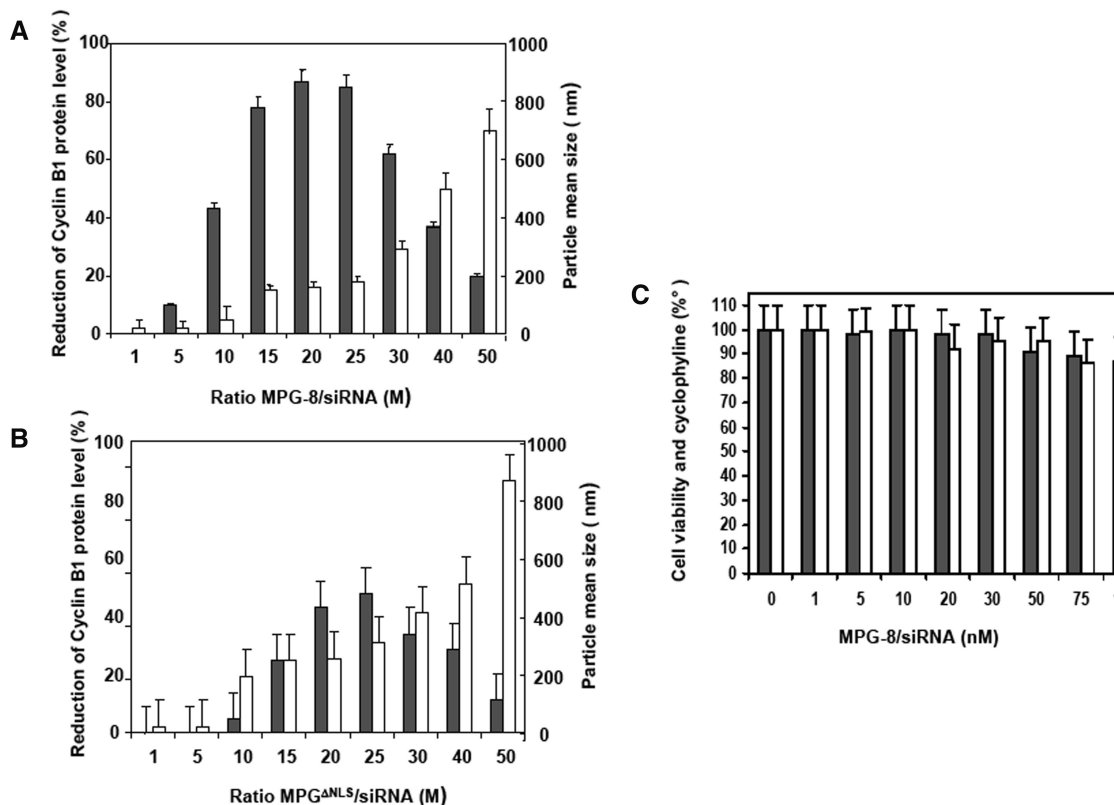 A
Reduction of Cyclin B1 protein level (%)
100
80
60
40
20
0
1000
800
600
400
200
0
Particle mean size ( nm)
1 5 10 15 20 25 30 40 50
Ratio MPG-8/siRNA (M)
B
Reduction of Cyclin B1 protein level (%)
100
80
60
40
20
0
1000
800
600
400
200
0
Particle mean size ( nm)
1 5 10 15 20 25 30 40 50
Ratio MPGΔNLS/siRNA (M)
C
Cell viability and cyclophyline (%°)
110
100
90
80
70
60
50
40
30
20
10
0
0 1 5 10 20 30 50 75
MPG-8/siRNA (nM)